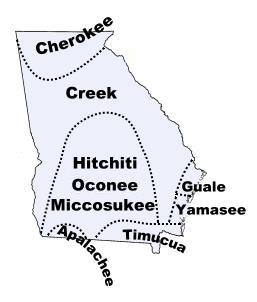 Cherokee
Creek
Hitchiti
Oconee
Miccosukee
Guale
Yamasee
Timucua
Apalachee